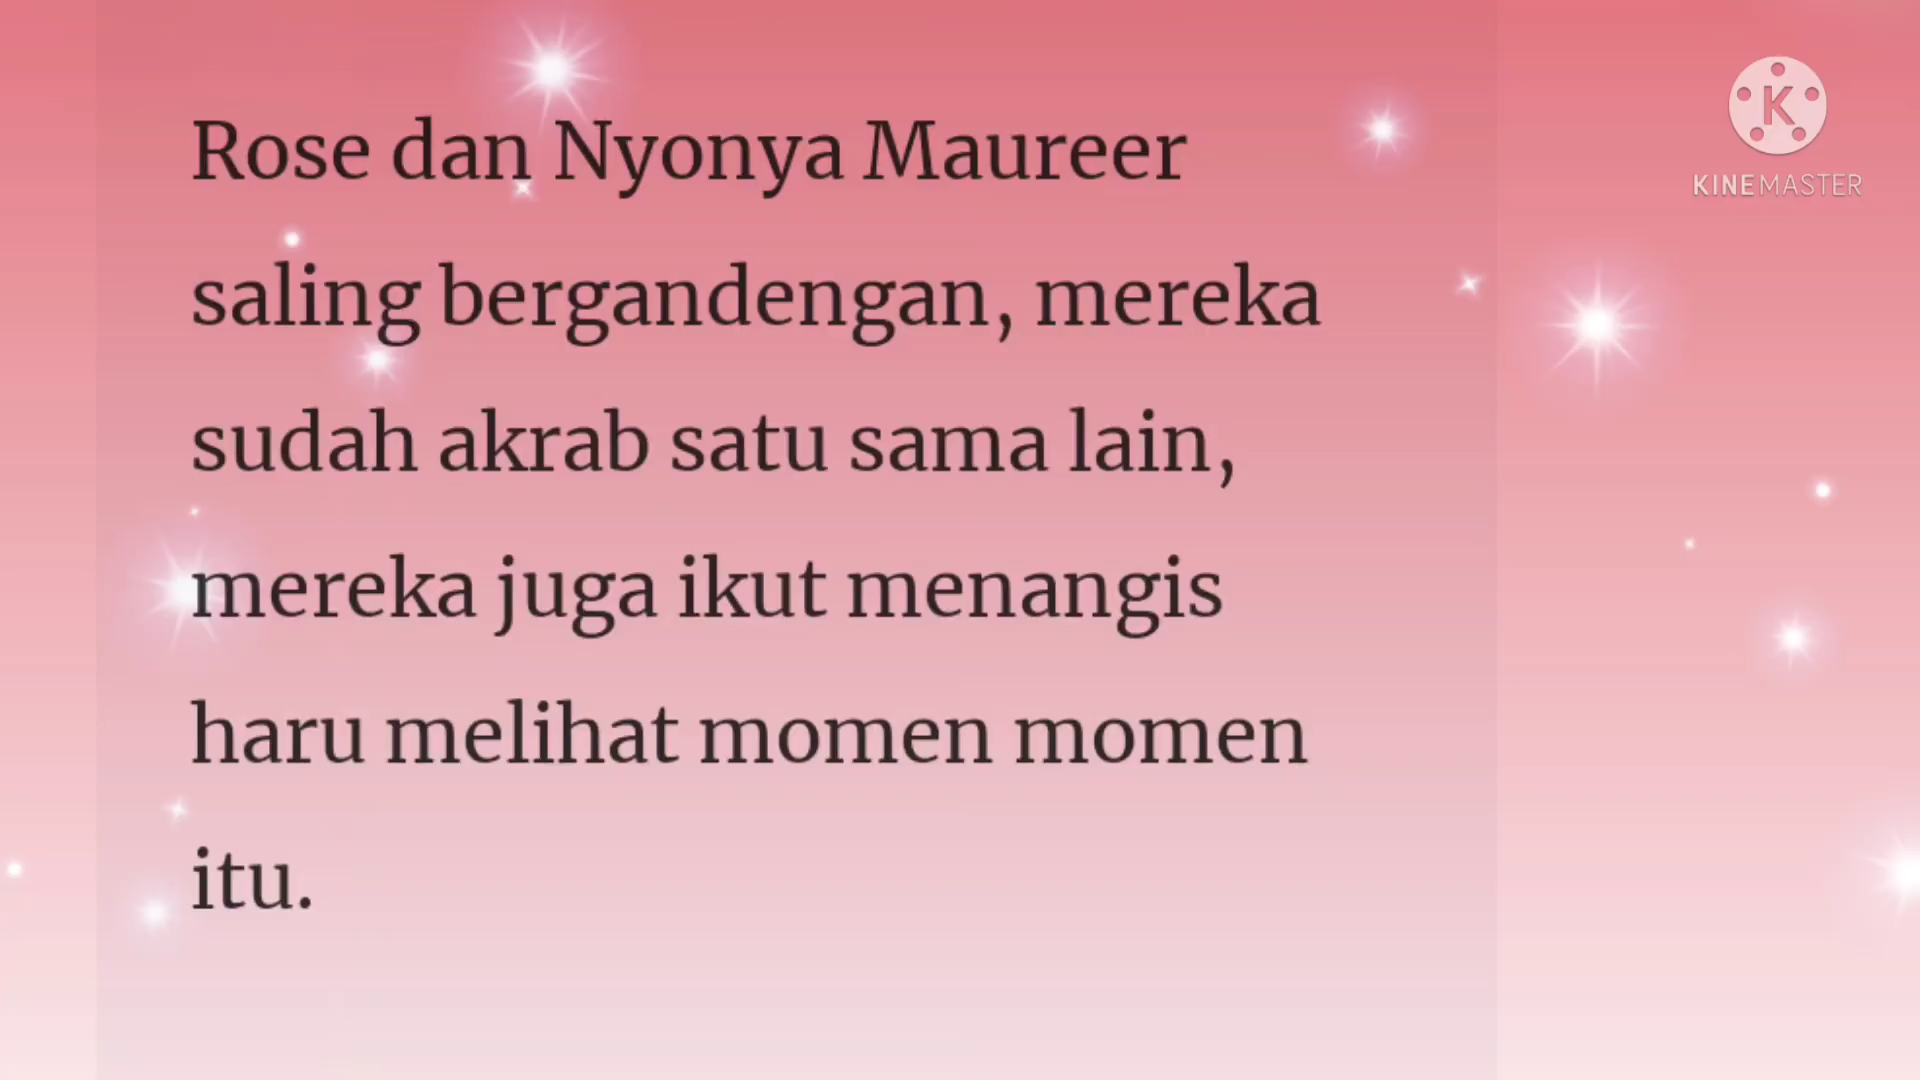 Rose dan Nyonya Maureer
saling bergandengan, mereka
sudah akrab satu sama lain,
mereka juga ikut menangis
haru melihat momen momen
itu.
K
KINEMASTER